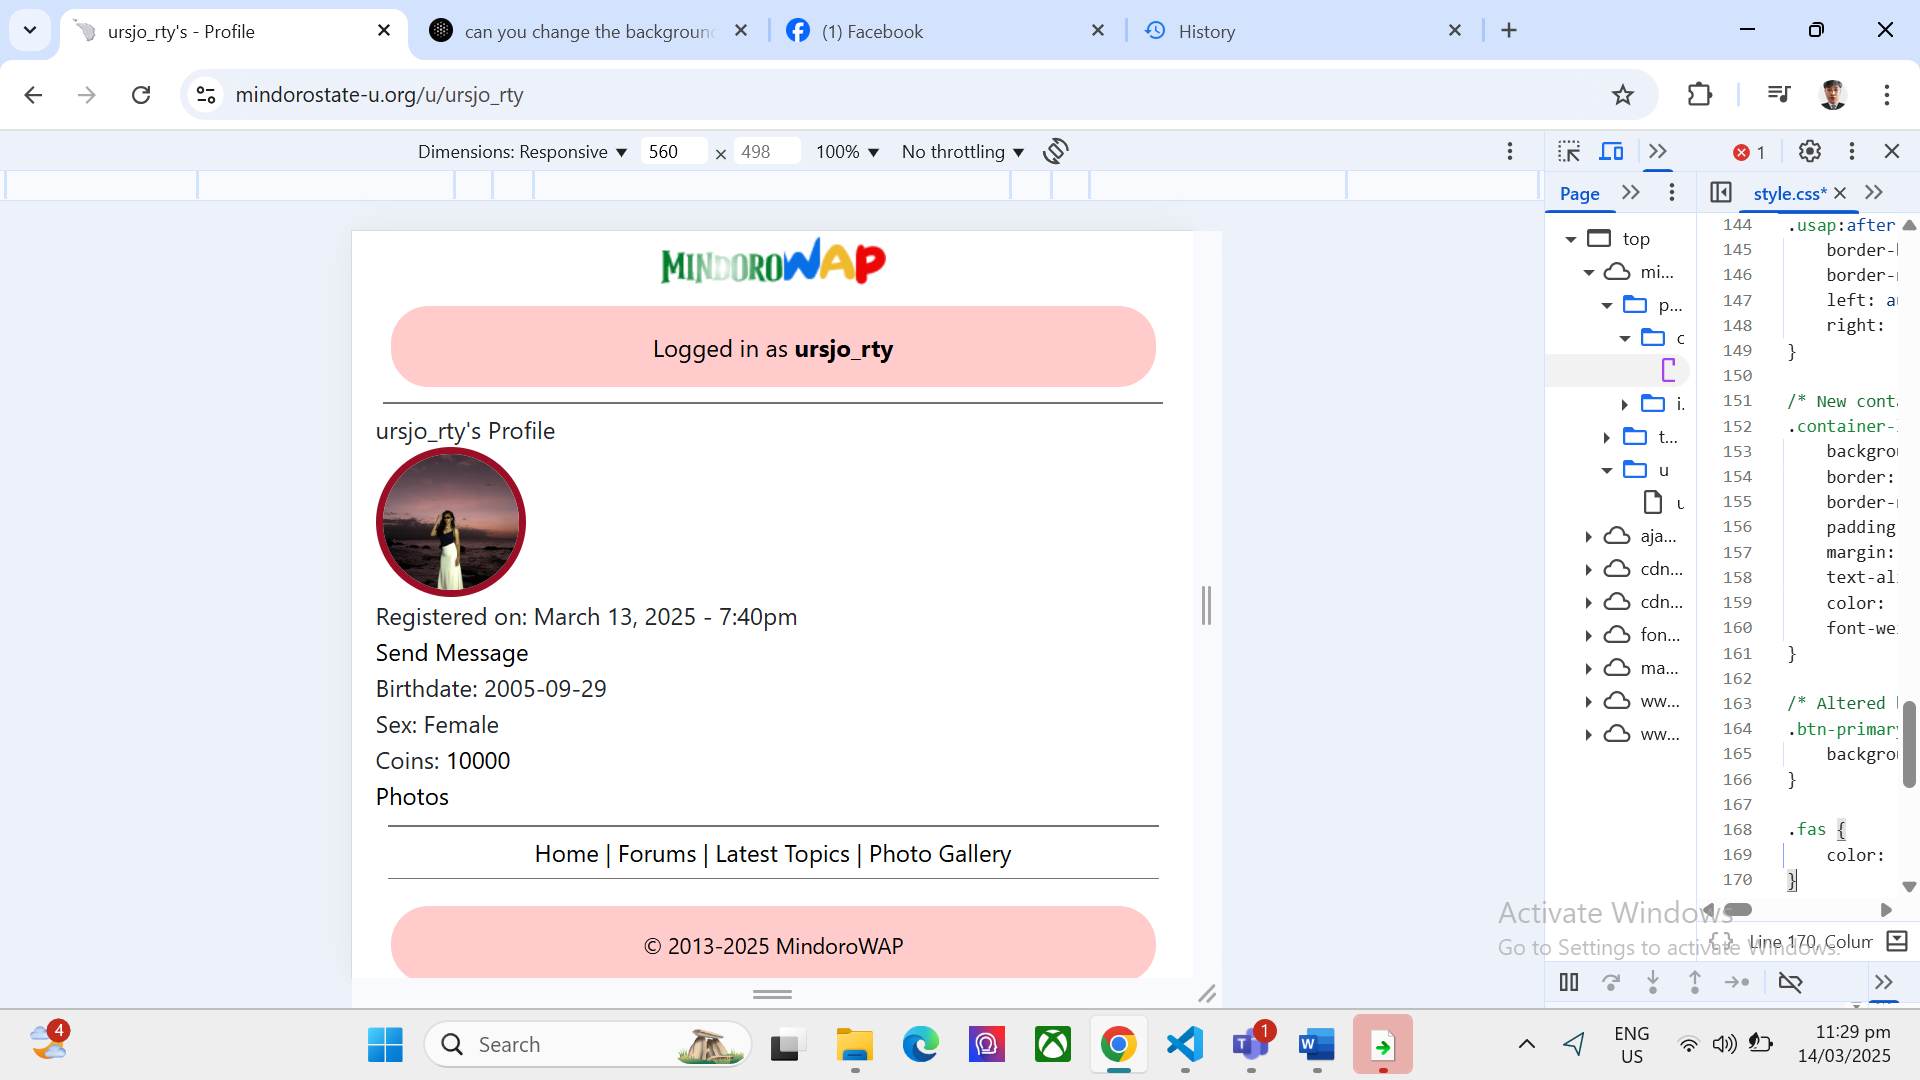 ursjo_rty's - Profile
can you change the background
(1) Facebook
History
mindorostate-u.org/u/ursjo_rty
Dimensions: Responsive
560 × 498
100%
No throttling
1
Page
style.css*
MINDOROWAP
Logged in as ursjo_rty
ursjo_rty's Profile
Registered on: March 13, 2025 - 7:40pm
Send Message
Birthdate: 2005-09-29
Sex: Female
Coins: 10000
Photos
Home | Forums | Latest Topics | Photo Gallery
© 2013-2025 MindoroWAP
top
mi...
p...
c
i.
t...
u
u
aja...
cdn...
cdn...
fon...
ma...
ww...
ww...
144 .usap:after
145 border-
146 border-
147 left: a
148 right:
149 }
150
151 /* New cont
152 .container-
153 backgrou
154 border:
155 border-
156 padding
157 margin:
158 text-al
159 color:
160 font-we
161 }
162
163 /* Altered
164 .btn-primary
165 backgrou
166 }
167
168 .fas {
169 color:
170 }
Activate Windows
Go to Settings to activate Windows.
Line 170, Colum
4
Search
1
ENG
US
11:29 pm
14/03/2025